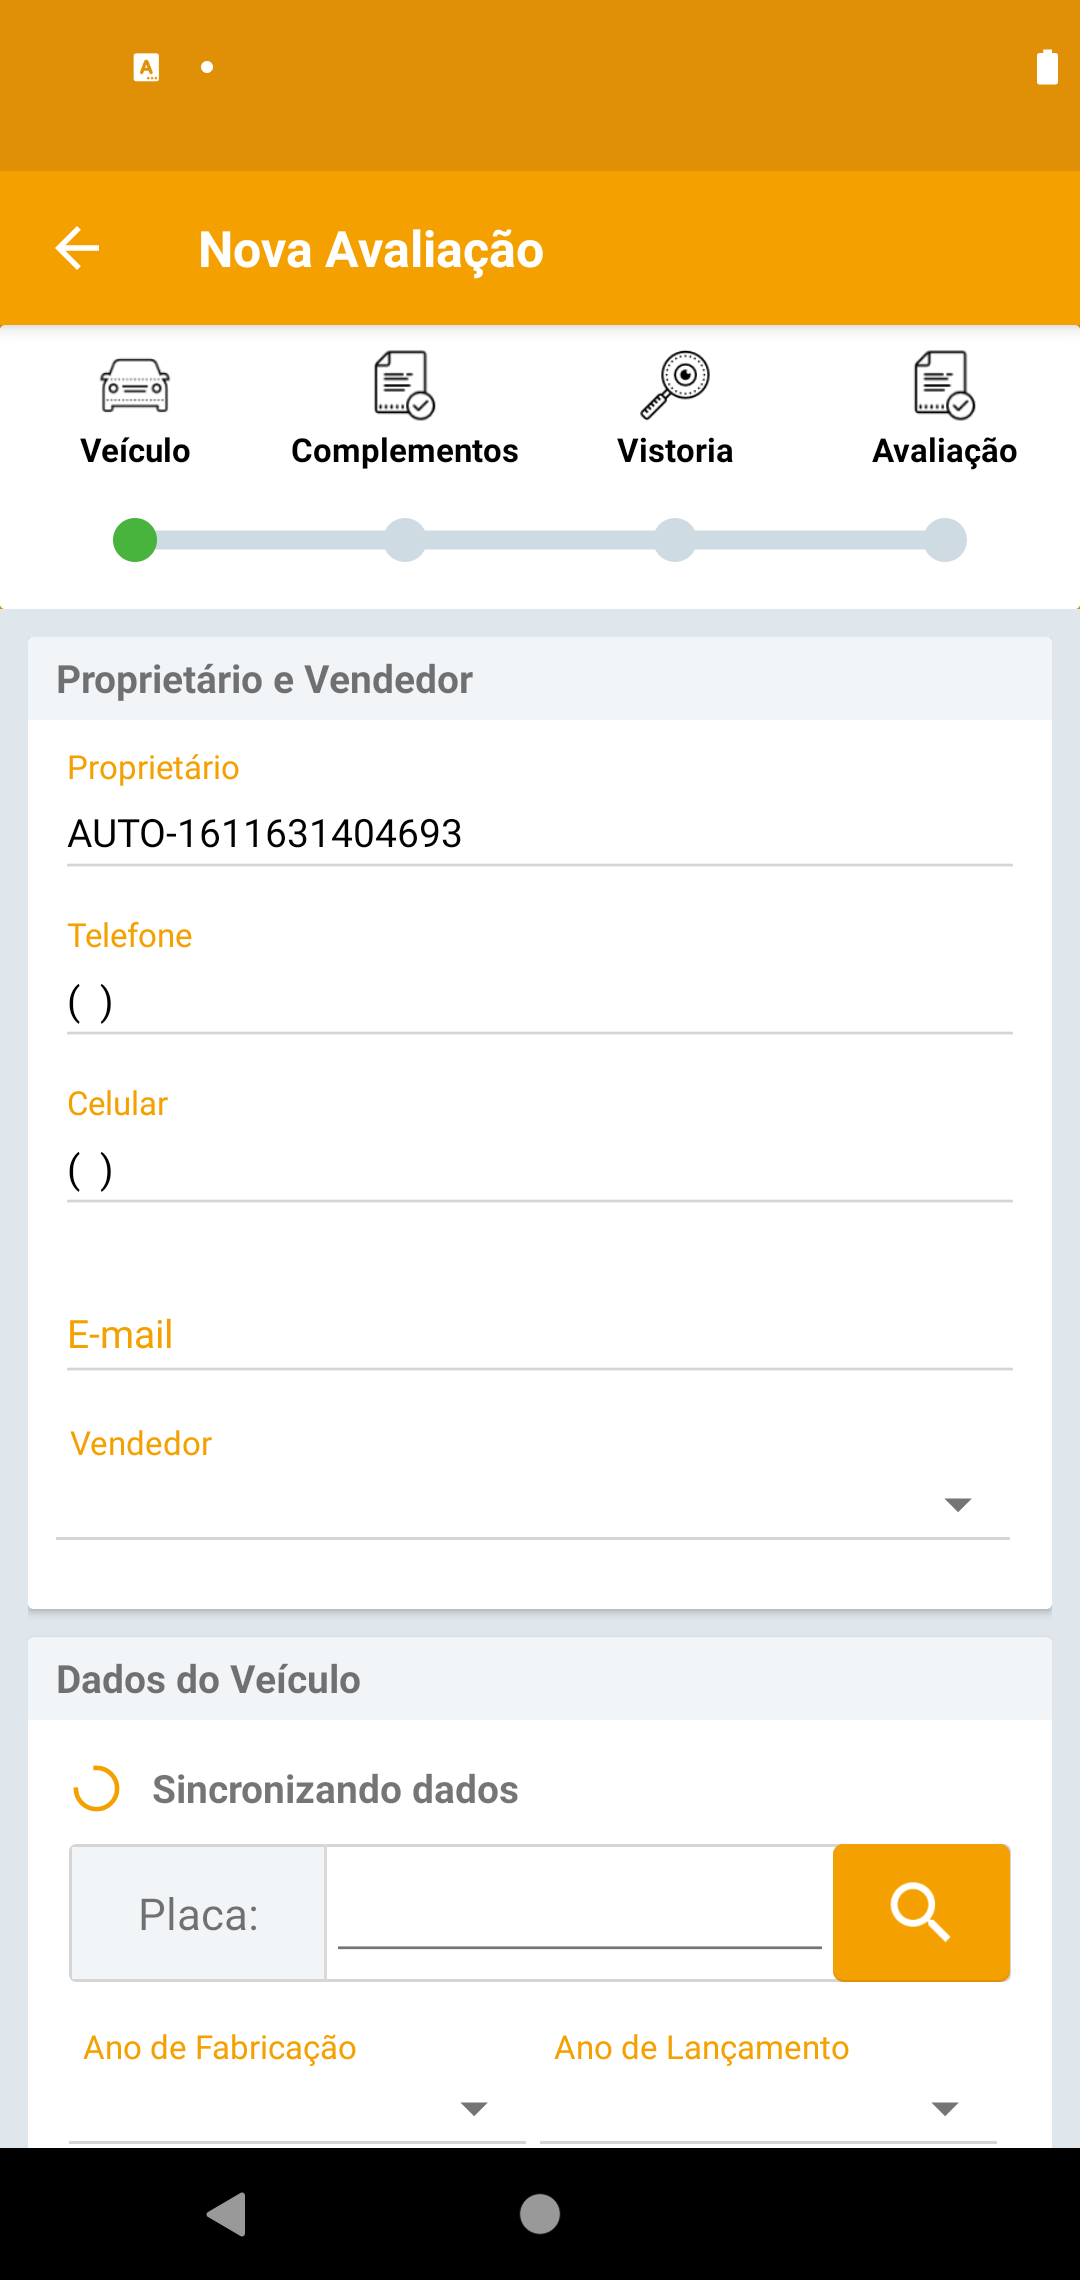 Nova Avaliação
Veículo Complementos Vistoria Avaliação
Proprietário e Vendedor
Proprietário
AUTO-1611631404693
Telefone
( )
Celular
( )
E-mail
Vendedor
Dados do Veículo
Sincronizando dados
Placa:
Ano de Fabricação Ano de Lançamento